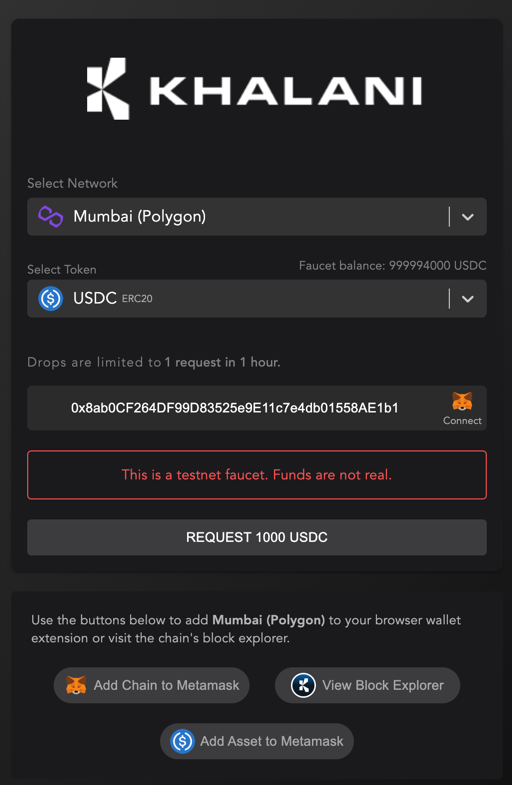 KHALANI
Select Network
Mumbai (Polygon)
Select Token
Faucet balance: 999994000 USDC
USDC ERC20
Drops are limited to 1 request in 1 hour.
0x8ab0CF264DF99D83525e9E11c7e4db01558AE1b1
Connect
This is a testnet faucet. Funds are not real.
REQUEST 1000 USDC
Use the buttons below to add Mumbai (Polygon) to your browser wallet
extension or visit the chain's block explorer.
Add Chain to Metamask
View Block Explorer
Add Asset to Metamask